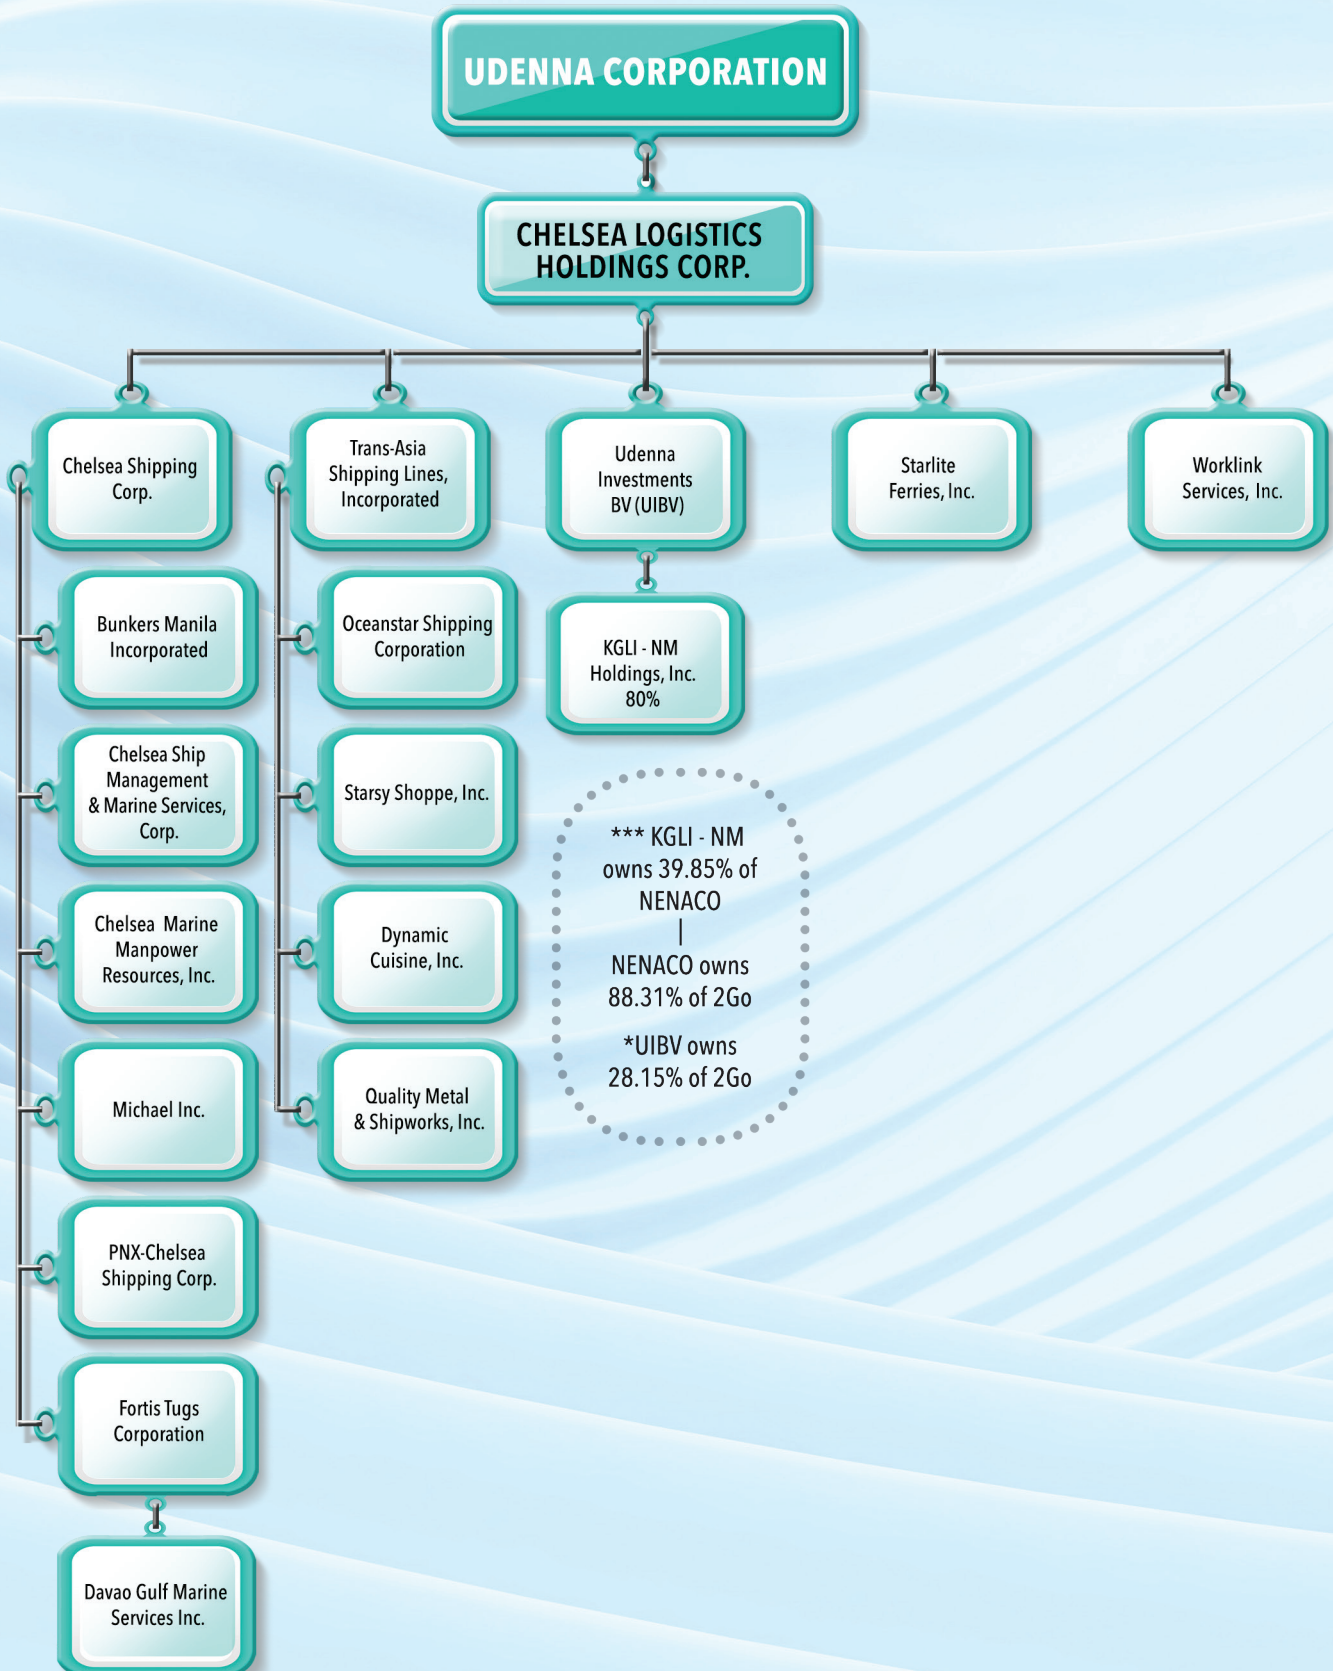 UDENNA CORPORATION
CHELSEA LOGISTICS
HOLDINGS CORP.
Chelsea Shipping
Corp.
Trans-Asia
Shipping Lines,
Incorporated
Udenna
Investments
BV (UIBV)
Starlite
Ferries, Inc.
Worklink
Services, Inc.
Bunkers Manila
Incorporated
Chelsea Ship
Management
& Marine Services,
Corp.
Chelsea Marine
Manpower
Resources, Inc.
Michael Inc.
PNX-Chelsea
Shipping Corp.
Fortis Tugs
Corporation
Davao Gulf Marine
Services Inc.
Oceanstar Shipping
Corporation
Starsy Shoppe, Inc.
Dynamic
Cuisine, Inc.
Quality Metal
& Shipworks, Inc.
KGLI - NM
Holdings, Inc.
80%
*** KGLI - NM
owns 39.85% of
NENACO
|
NENACO owns
88.31% of 2Go
*UIBV owns
28.15% of 2Go